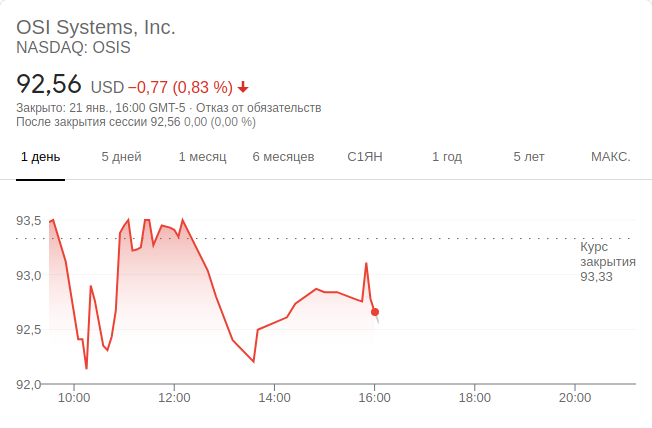 OSI Systems, Inc.
NASDAQ: OSIS
92,56 USD −0,77 (0,83 %)
Закрыто: 21 янв., 16:00 GMT-5 · Отказ от обязательств
После закрытия сессии 92,56 0,00 (0,00 %)
1 день 5 дней 1 месяц 6 месяцев С1ЯН 1 год 5 лет МАКС.
93,5
Курс
закрытия
93,33
93,0
92,5
92,0
10:00 12:00 14:00 16:00 18:00 20:00